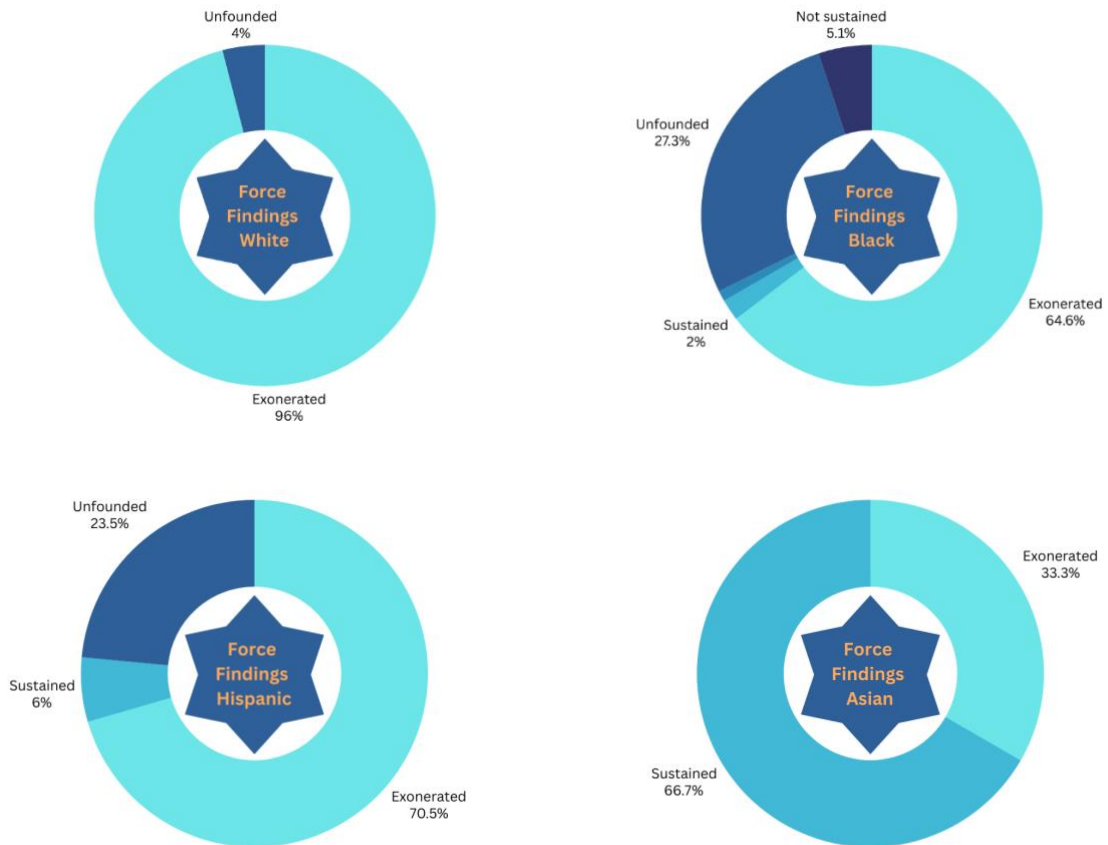 Unfounded
4%
Force
Findings
White
Exonerated
96%
Not sustained
5.1%
Unfounded
27.3%
Force
Findings
Black
Sustained
2%
Exonerated
64.6%
Unfounded
23.5%
Force
Findings
Hispanic
Sustained
6%
Exonerated
70.5%
Exonerated
33.3%
Force
Findings
Asian
Sustained
66.7%